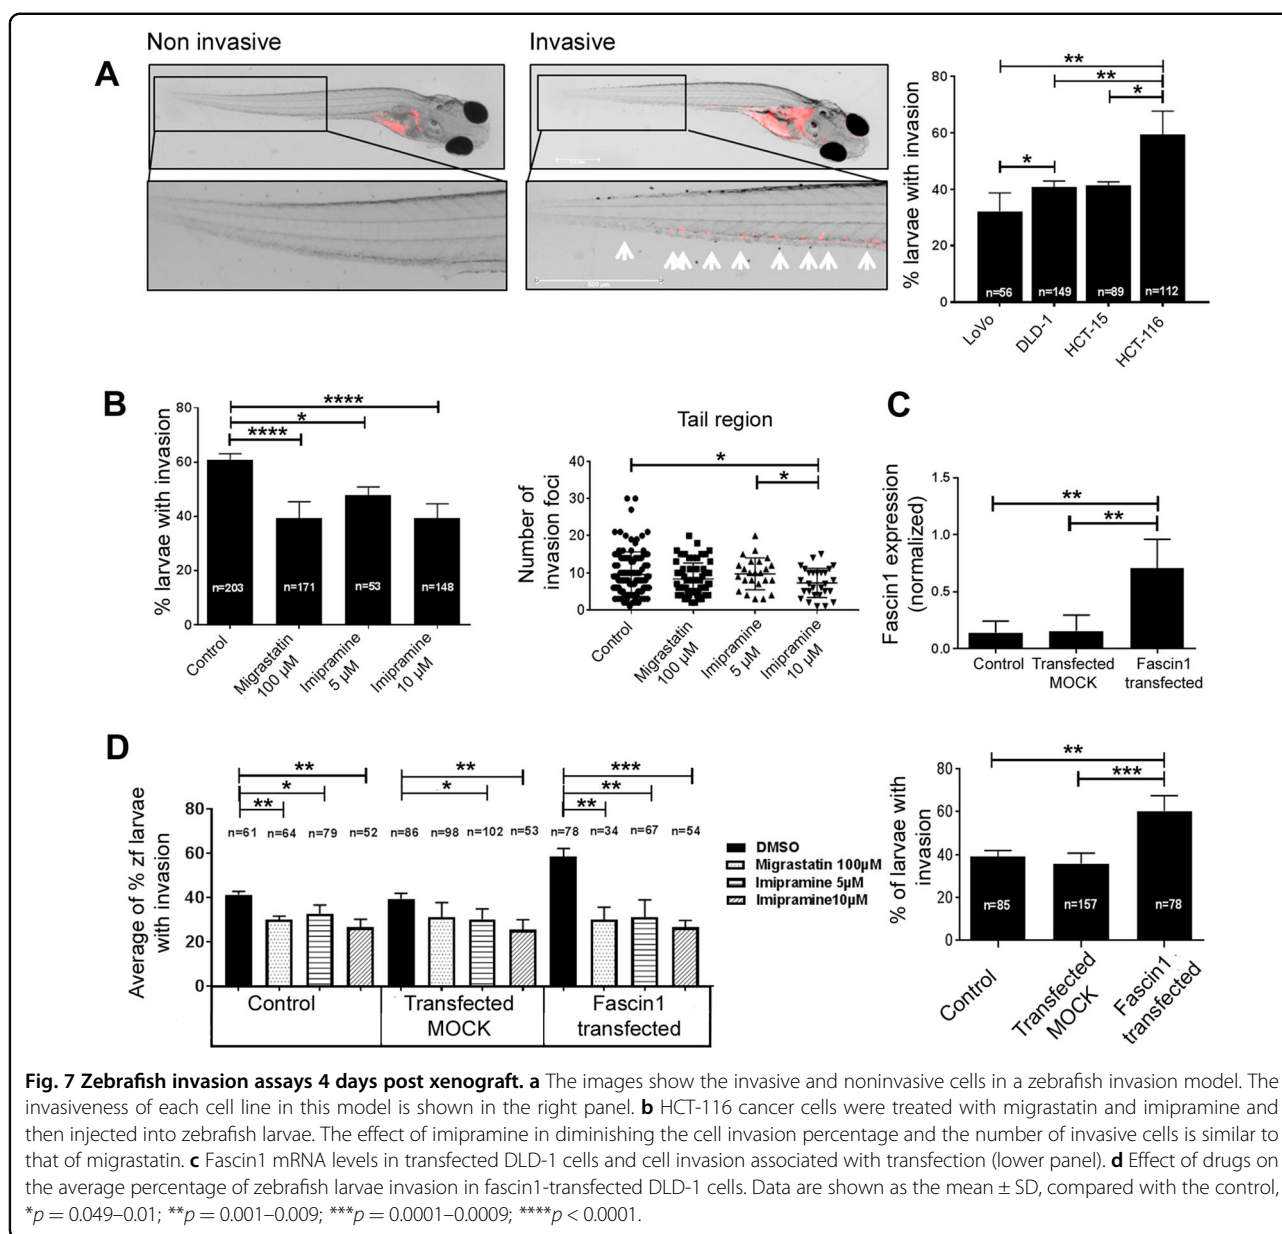 Non invasive
Invasive
A
500 µm
% larvae with invasion
80
60
40
20
0
**
**
*
*
n=56
n=149
n=89
n=112
LoVo
DLD-1
HCT-15
HCT-116
B
% larvae with invasion
80
60
40
20
0
****
*
****
n=203
n=171
n=53
n=148
Control
Migrastatin
100 µM
Imipramine
5 µM
Imipramine
10 µM
Tail region
Number of
invasion foci
40
30
20
10
0
*
*
Control
Migrastatin
100 µM
Imipramine
5 µM
Imipramine
10 µM
C
Fascin1 expression
(normalized)
1.5
1.0
0.5
0.0
**
**
Control
Transfected
MOCK
Fascin1
transfected
D
Average of % zf larvae
with invasion
80
60
40
20
0
**
*
**
**
*
***
**
**
n=61
n=64
n=79
n=52
n=86
n=98
n=102
n=53
n=78
n=34
n=67
n=54
Control
Transfected
MOCK
Fascin1
transfected
DMSO
Migrastatin 100µM
Imipramine 5µM
Imipramine10µM
% of larvae with
invasion
80
60
40
20
0
**
***
n=85
n=157
n=78
Control
Transfected
MOCK
Fascin1
transfected
Fig. 7 Zebrafish invasion assays 4 days post xenograft. a The images show the invasive and noninvasive cells in a zebrafish invasion model. The
invasiveness of each cell line in this model is shown in the right panel. b HCT-116 cancer cells were treated with migrastatin and imipramine and
then injected into zebrafish larvae. The effect of imipramine in diminishing the cell invasion percentage and the number of invasive cells is similar to
that of migrastatin. c Fascin1 mRNA levels in transfected DLD-1 cells and cell invasion associated with transfection (lower panel). d Effect of drugs on
the average percentage of zebrafish larvae invasion in fascin1-transfected DLD-1 cells. Data are shown as the mean ± SD, compared with the control,
*p = 0.049–0.01; **p = 0.001–0.009; ***p = 0.0001–0.0009; ****p < 0.0001.